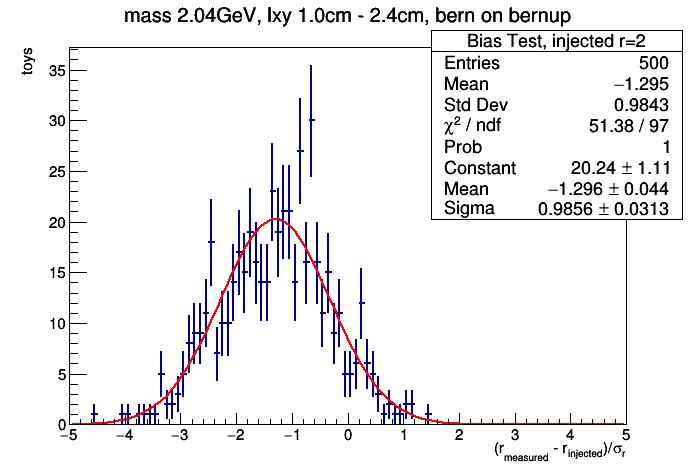 mass 2.04GeV, lxy 1.0cm - 2.4cm, bern on bernup
Bias Test, injected r=2
Entries 500
Mean −1.295
Std Dev 0.9843
χ² / ndf 51.38 / 97
Prob 1
Constant 20.24 ± 1.11
Mean −1.296 ± 0.044
Sigma 0.9856 ± 0.0313
toys
35
30
25
20
15
10
5
0
−5 −4 −3 −2 −1 0 1 2 3 4 5
(r_measured - r_injected)/σ_r